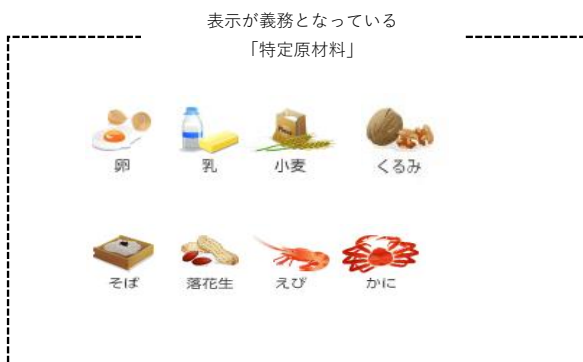 表示が義務となっている
「特定原材料」
卵 乳 小麦 くるみ
そば 落花生 えび かに